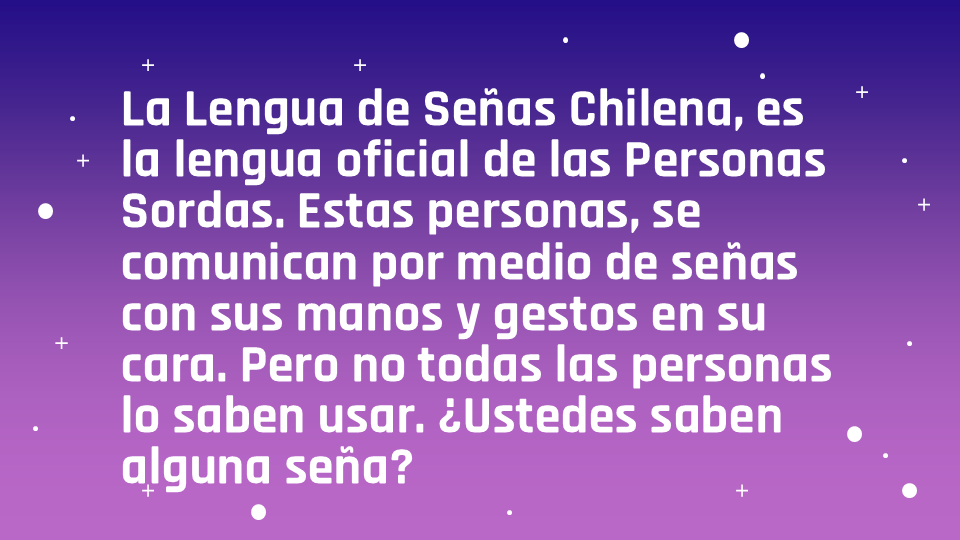 La Lengua de Señas Chilena, es
la lengua oficial de las Personas
Sordas. Estas personas, se
comunican por medio de señas
con sus manos y gestos en su
cara. Pero no todas las personas
lo saben usar. ¿Ustedes saben
alguna seña?